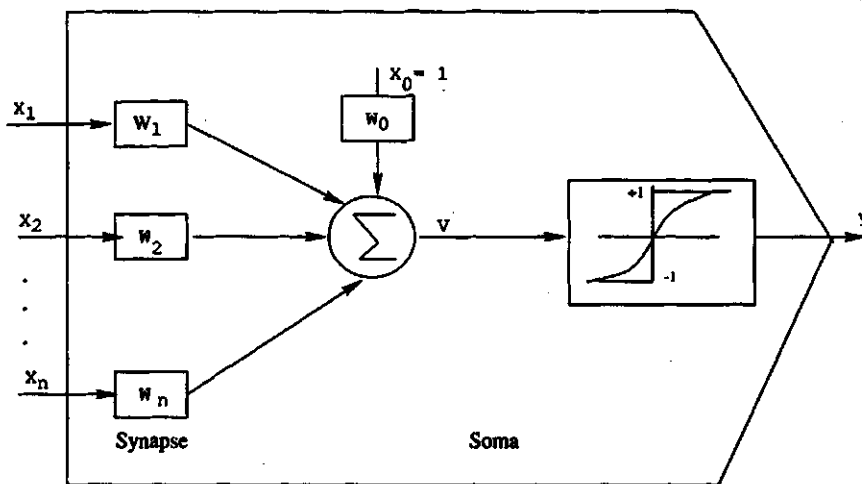 X0 = 1
X1
W1
W0
+1
X2
W2
Σ
V
y
-1
.
.
.
Xn
Wn
Synapse
Soma